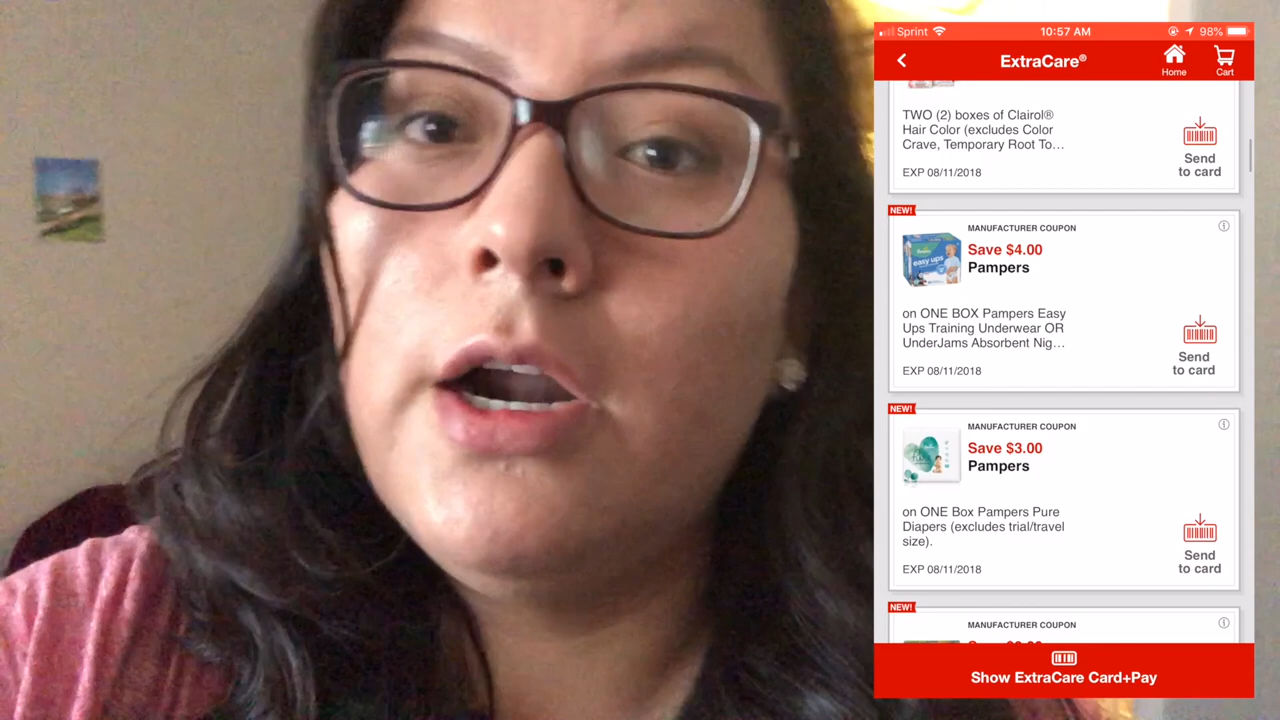 Sprint 10:57 AM 98%
ExtraCare®
Home Cart
TWO (2) boxes of Clairol®
Hair Color (excludes Color
Crave, Temporary Root To...
EXP 08/11/2018
Send
to card
NEW!
MANUFACTURER COUPON
Save $4.00
Pampers
easy ups
on ONE BOX Pampers Easy
Ups Training Underwear OR
UnderJams Absorbent Nig...
EXP 08/11/2018
Send
to card
NEW!
MANUFACTURER COUPON
Save $3.00
Pampers
on ONE Box Pampers Pure
Diapers (excludes trial/travel
size).
EXP 08/11/2018
Send
to card
NEW!
MANUFACTURER COUPON
Show ExtraCare Card+Pay